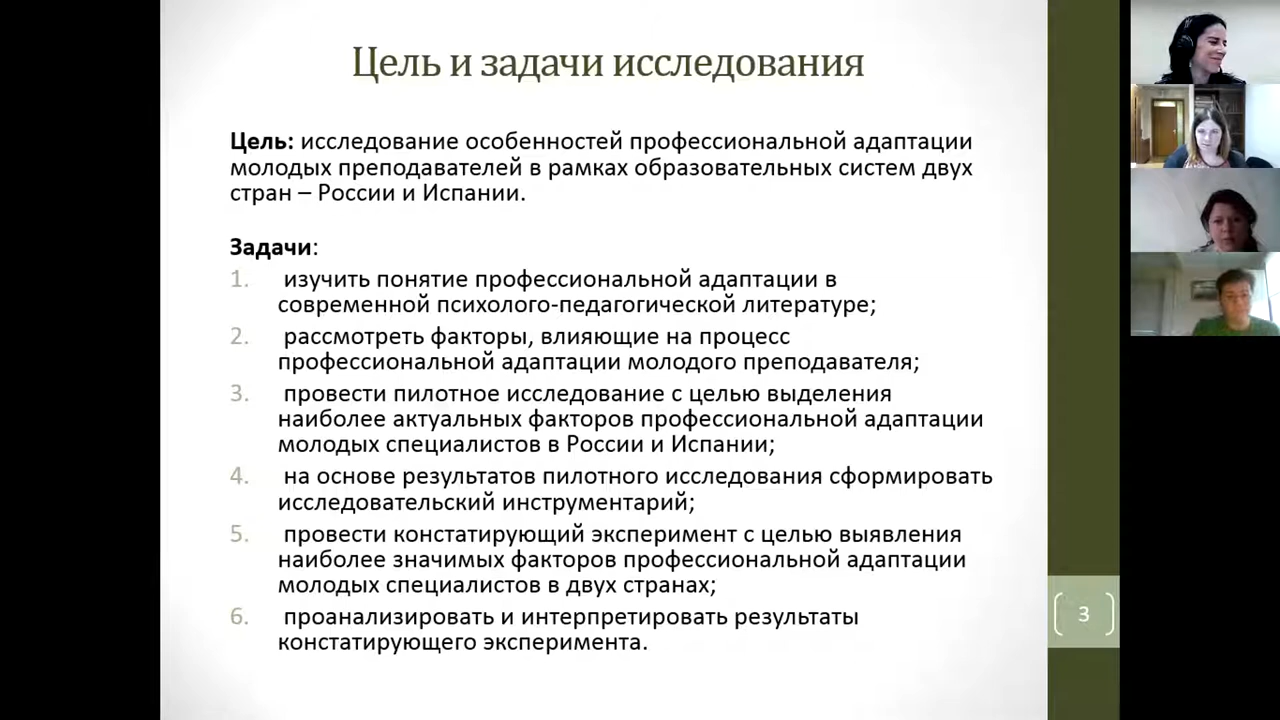 Цель и задачи исследования
Цель: исследование особенностей профессиональной адаптации
молодых преподавателей в рамках образовательных систем двух
стран – России и Испании.
Задачи:
1. изучить понятие профессиональной адаптации в
современной психолого-педагогической литературе;
2. рассмотреть факторы, влияющие на процесс
профессиональной адаптации молодого преподавателя;
3. провести пилотное исследование с целью выделения
наиболее актуальных факторов профессиональной адаптации
молодых специалистов в России и Испании;
4. на основе результатов пилотного исследования сформировать
исследовательский инструментарий;
5. провести констатирующий эксперимент с целью выявления
наиболее значимых факторов профессиональной адаптации
молодых специалистов в двух странах;
6. проанализировать и интерпретировать результаты
констатирующего эксперимента.
3